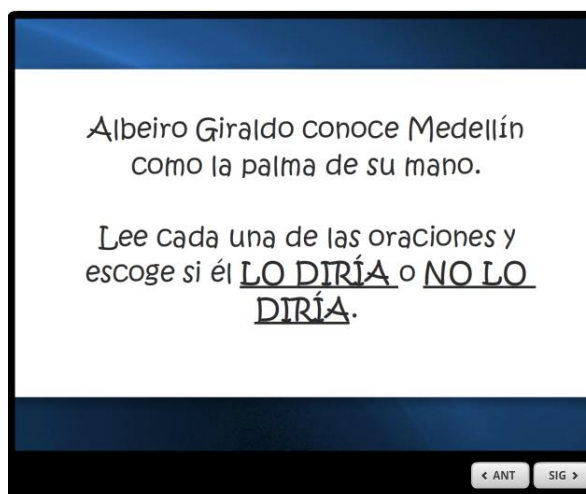 Albeiro Giraldo conoce Medellín
como la palma de su mano.
Lee cada una de las oraciones y
escoge si él LO DIRÍA o NO LO
DIRÍA.
< ANT SIG >